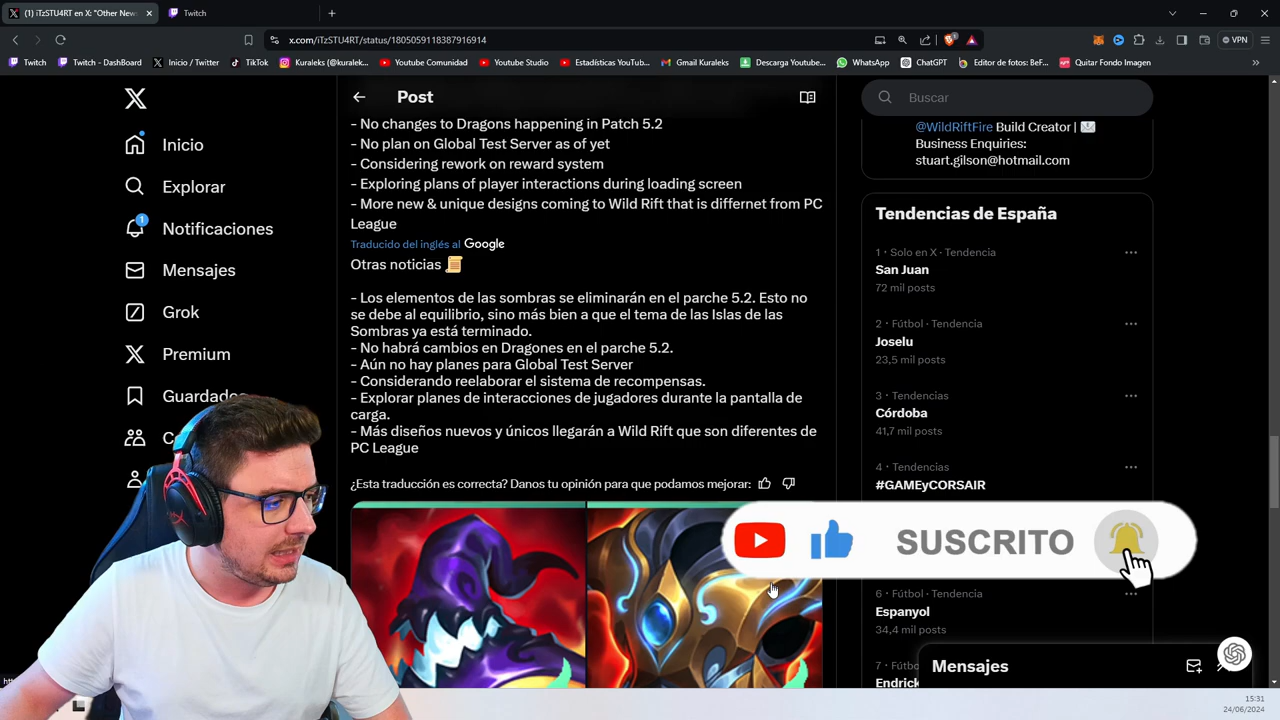 (1) iTzSTU4RT en X: "Other New
Twitch
x.com/iTzSTU4RT/status/1805059118387916914
VPN
Twitch
Twitch - DashBoard
Inicio / Twitter
TikTok
Kuraleks (@kuralek...
Youtube Comunidad
Youtube Studio
Estadísticas YouTub...
Gmail Kuraleks
Descarga Youtube...
WhatsApp
ChatGPT
Editor de fotos: BeF...
Quitar Fondo Imagen
Inicio
Explorar
1
Notificaciones
Mensajes
Grok
Premium
Post
- No changes to Dragons happening in Patch 5.2
- No plan on Global Test Server as of yet
- Considering rework on reward system
- Exploring plans of player interactions during loading screen
- More new & unique designs coming to Wild Rift that is differnet from PC
League
Traducido del inglés al Google
Otras noticias
- Los elementos de las sombras se eliminarán en el parche 5.2. Esto no
se debe al equilibrio, sino más bien a que el tema de las Islas de las
Sombras ya está terminado.
- No habrá cambios en Dragones en el parche 5.2.
- Aún no hay planes para Global Test Server
- Considerando reelaborar el sistema de recompensas.
- Explorar planes de interacciones de jugadores durante la pantalla de
carga.
- Más diseños nuevos y únicos llegarán a Wild Rift que son diferentes de
PC League
¿Esta traducción es correcta? Danos tu opinión para que podamos mejorar:
Buscar
@WildRiftFire Build Creator |
Business Enquiries:
stuart.gilson@hotmail.com
Tendencias de España
1 · Solo en X · Tendencia
San Juan
72 mil posts
2 · Fútbol · Tendencia
Joselu
23,5 mil posts
3 · Tendencias
Córdoba
41,7 mil posts
4 · Tendencias
#GAMEyCORSAIR
SUSCRITO
6 · Fútbol · Tendencia
Espanyol
34,4 mil posts
Mensajes
15:31
24/06/2024